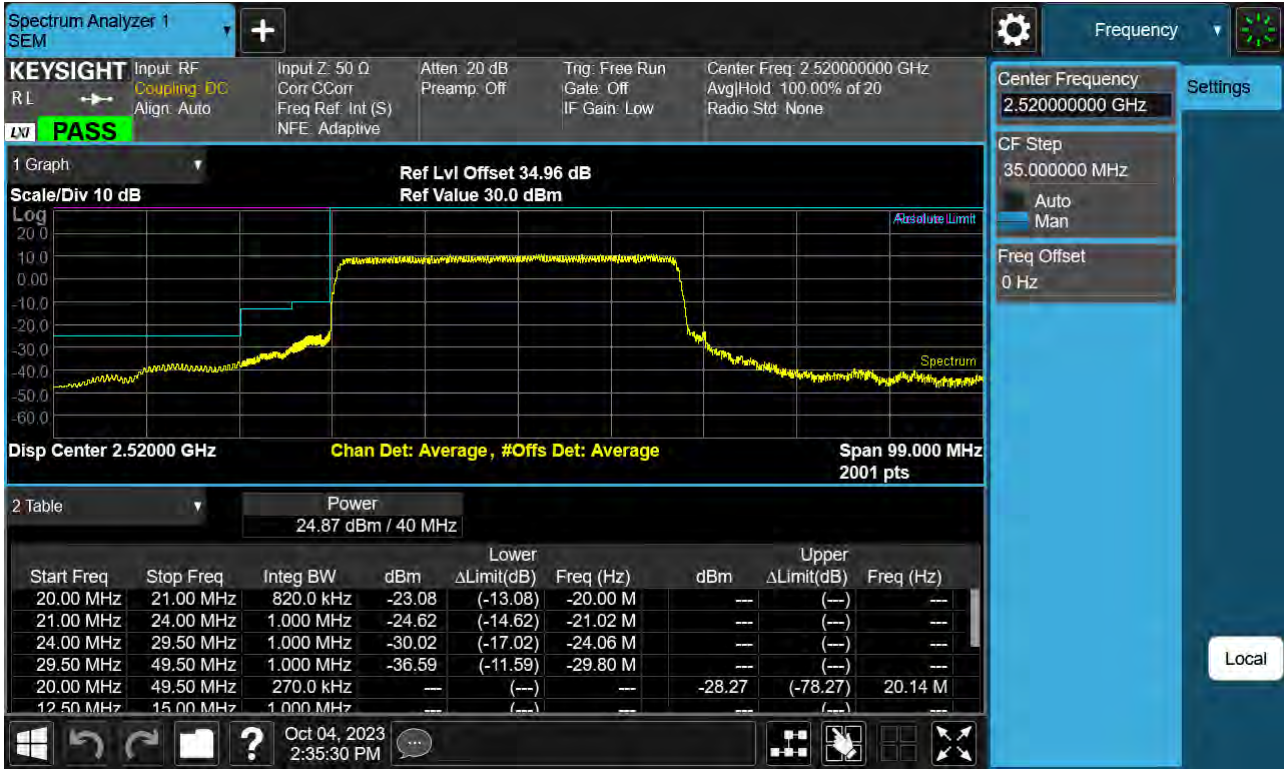 Spectrum Analyzer 1
SEM
Frequency
KEYSIGHT
R L
LXI
PASS
Input: RF
Coupling: DC
Align: Auto
Input Z: 50 Ω
Corr CCorr
Freq Ref: Int (S)
NFE: Adaptive
Atten: 20 dB
Preamp: Off
Trig: Free Run
Gate: Off
IF Gain: Low
Center Freq: 2.520000000 GHz
Avg|Hold: 100.00% of 20
Radio Std: None
Center Frequency
2.520000000 GHz
Settings
CF Step
35.000000 MHz
Auto
Man
Freq Offset
0 Hz
Local
1 Graph
Scale/Div 10 dB
Ref Lvl Offset 34.96 dB
Ref Value 30.0 dBm
Log
20.0
10.0
0.00
-10.0
-20.0
-30.0
-40.0
-50.0
-60.0
Absolute Limit
Spectrum
Disp Center 2.52000 GHz
Chan Det: Average , #Offs Det: Average
Span 99.000 MHz
2001 pts
2 Table
Power
24.87 dBm / 40 MHz
Lower Upper
Start Freq Stop Freq Integ BW dBm ΔLimit(dB) Freq (Hz) dBm ΔLimit(dB) Freq (Hz)
20.00 MHz 21.00 MHz 820.0 kHz -23.08 (-13.08) -20.00 M --- (---) ---
21.00 MHz 24.00 MHz 1.000 MHz -24.62 (-14.62) -21.02 M --- (---) ---
24.00 MHz 29.50 MHz 1.000 MHz -30.02 (-17.02) -24.06 M --- (---) ---
29.50 MHz 49.50 MHz 1.000 MHz -36.59 (-11.59) -29.80 M --- (---) ---
20.00 MHz 49.50 MHz 270.0 kHz --- (---) --- -28.27 (-78.27) 20.14 M
12.50 MHz 15.00 MHz 1.000 MHz --- (---) --- --- (---) ---
?
Oct 04, 2023
2:35:30 PM